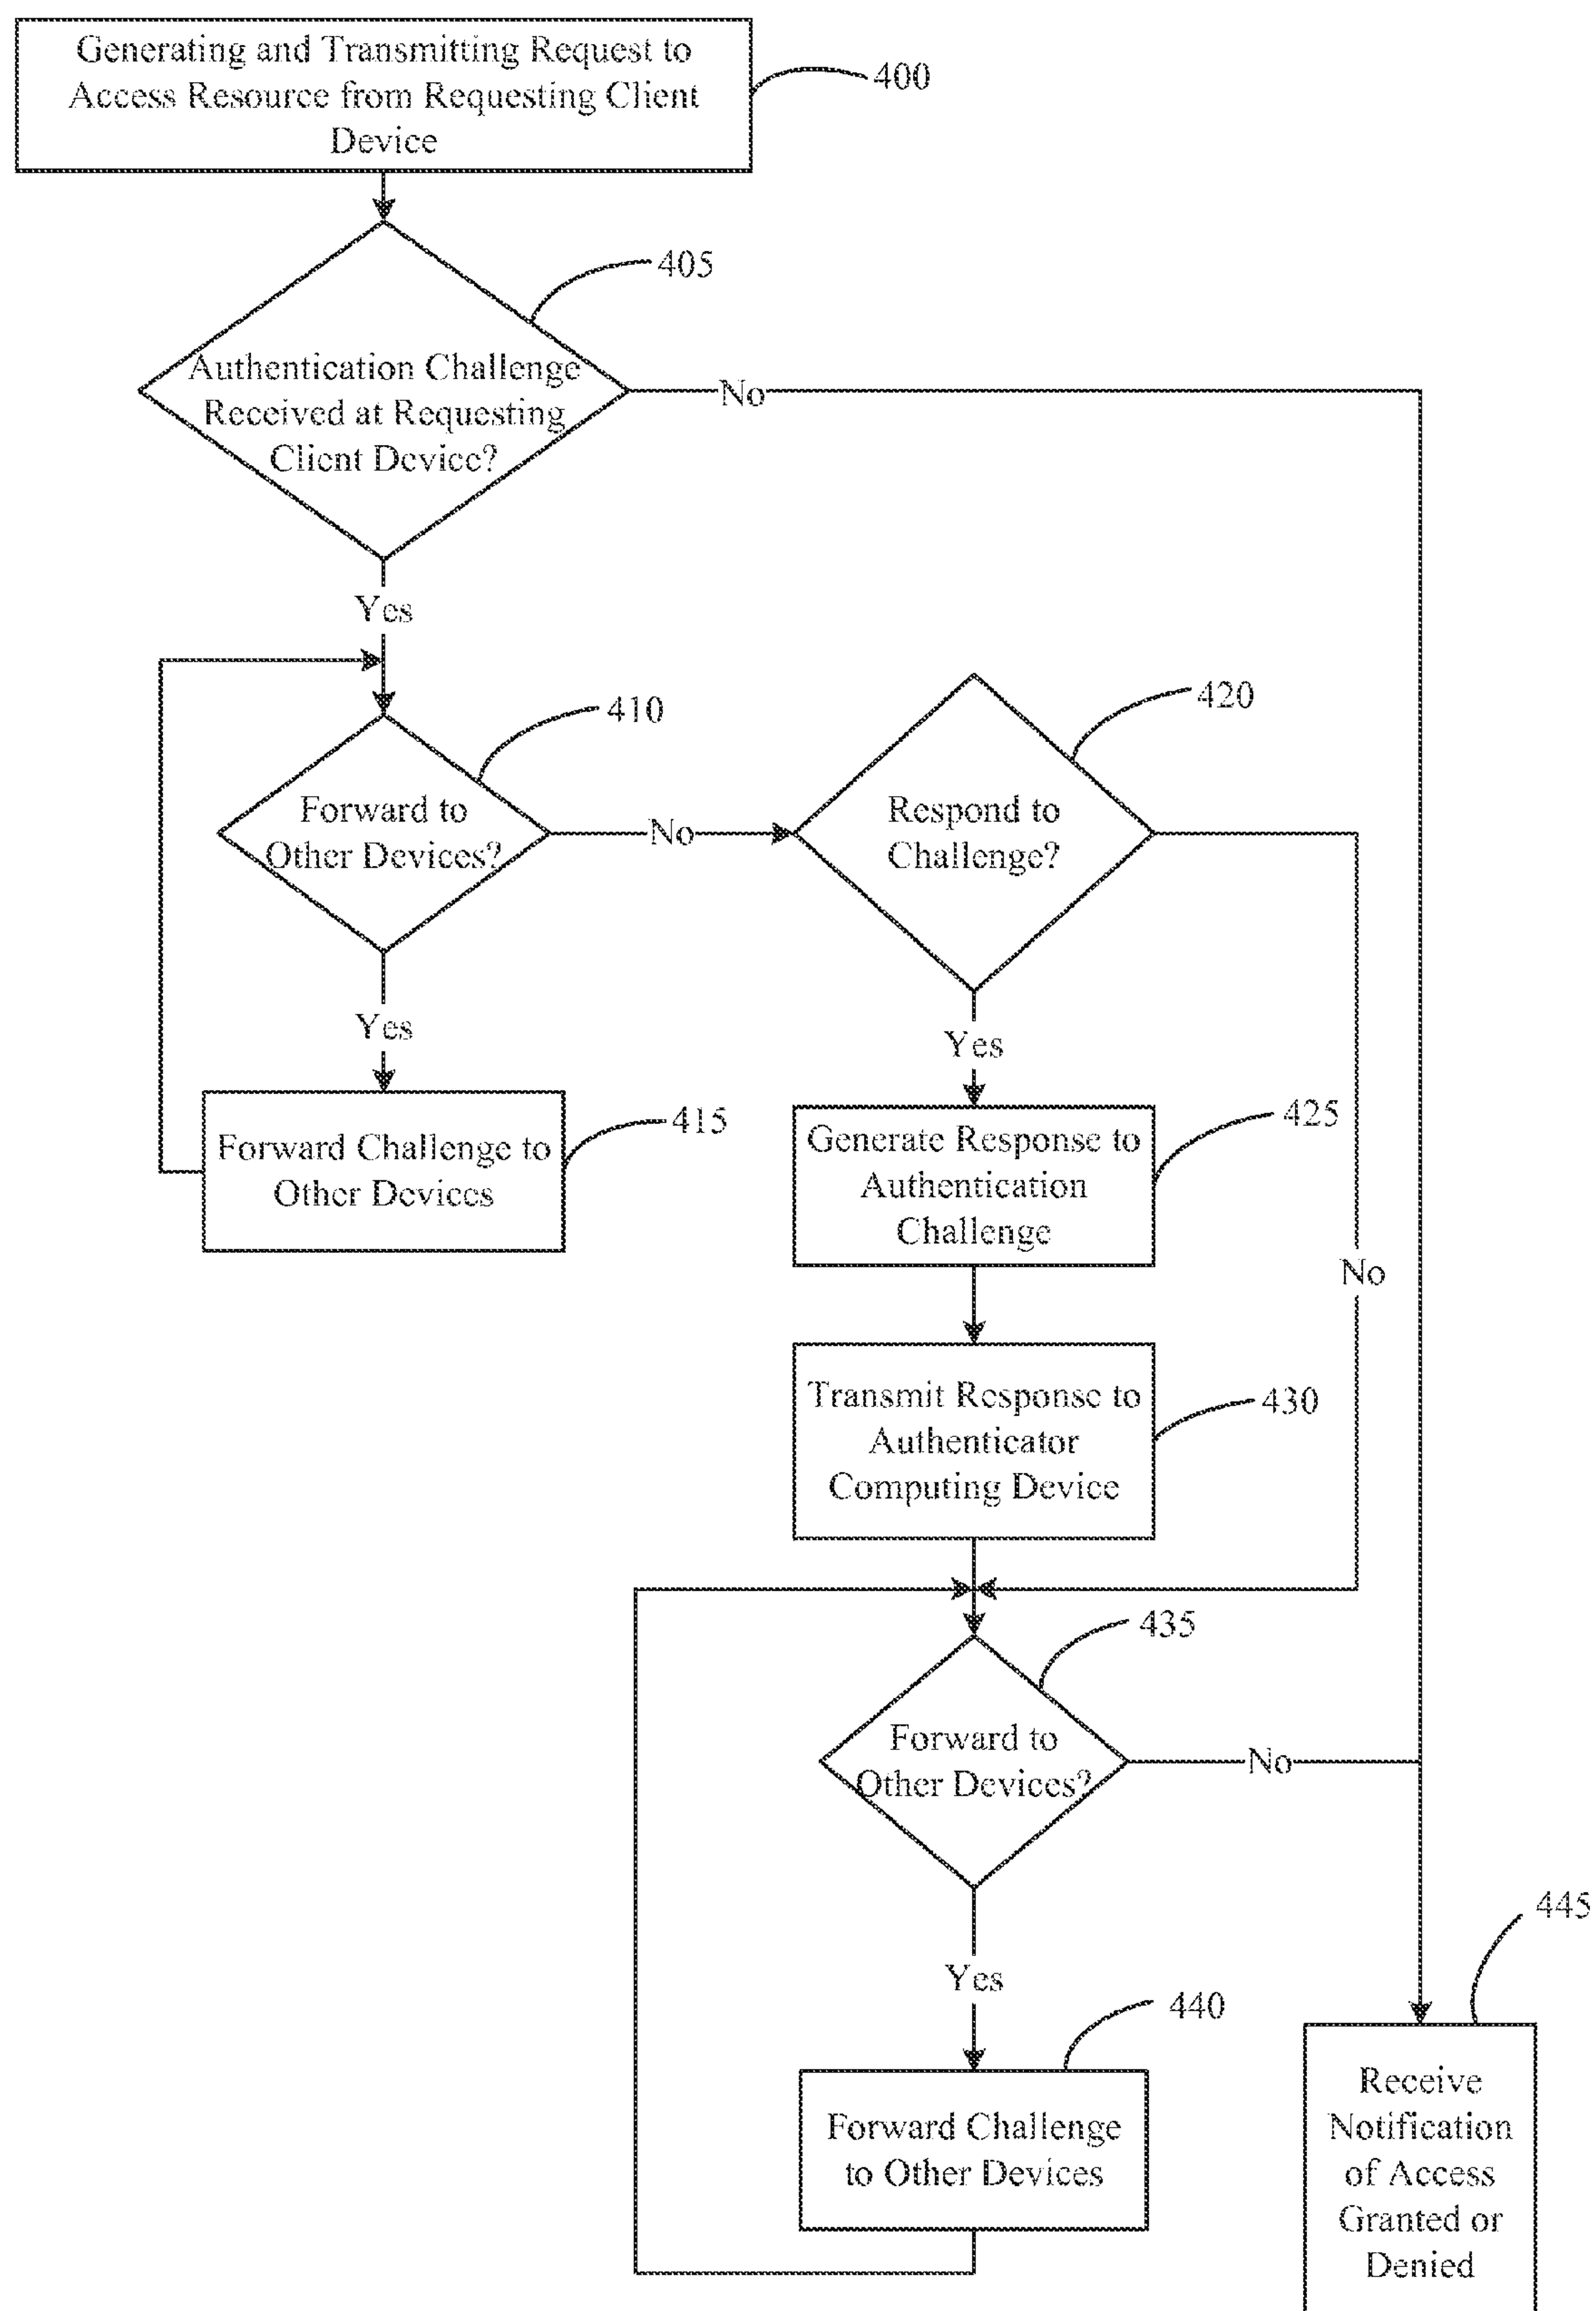 Generating and Transmitting Request to
Access Resource from Requesting Client
Device
400
405
Authentication Challenge
Received at Requesting
Client Device?
No
Yes
410
420
Forward to
Other Devices?
No
Respond to
Challenge?
Yes
Yes
Forward Challenge to
Other Devices
415
Generate Response to
Authentication
Challenge
425
No
Transmit Response to
Authenticator
Computing Device
430
435
Forward to
Other Devices?
No
Yes
445
440
Forward Challenge
to Other Devices
Receive
Notification
of Access
Granted or
Denied